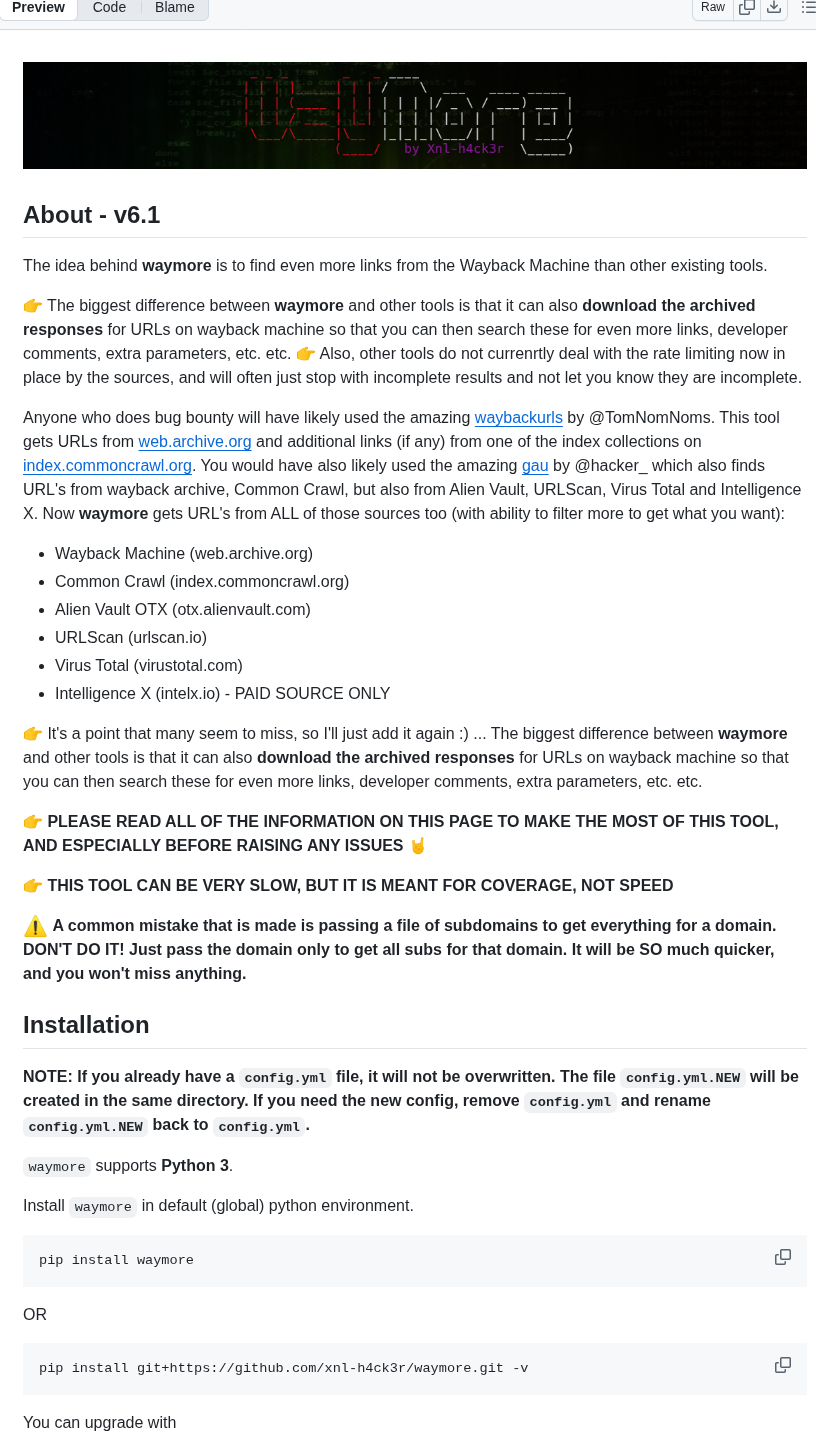 Preview Code Blame Raw
by Xnl-h4ck3r
About - v6.1
The idea behind waymore is to find even more links from the Wayback Machine than other existing tools.
👉 The biggest difference between waymore and other tools is that it can also download the archived
responses for URLs on wayback machine so that you can then search these for even more links, developer
comments, extra parameters, etc. etc. 👉 Also, other tools do not currenrtly deal with the rate limiting now in
place by the sources, and will often just stop with incomplete results and not let you know they are incomplete.
Anyone who does bug bounty will have likely used the amazing waybackurls by @TomNomNoms. This tool
gets URLs from web.archive.org and additional links (if any) from one of the index collections on
index.commoncrawl.org. You would have also likely used the amazing gau by @hacker_ which also finds
URL's from wayback archive, Common Crawl, but also from Alien Vault, URLScan, Virus Total and Intelligence
X. Now waymore gets URL's from ALL of those sources too (with ability to filter more to get what you want):
• Wayback Machine (web.archive.org)
• Common Crawl (index.commoncrawl.org)
• Alien Vault OTX (otx.alienvault.com)
• URLScan (urlscan.io)
• Virus Total (virustotal.com)
• Intelligence X (intelx.io) - PAID SOURCE ONLY
👉 It's a point that many seem to miss, so I'll just add it again :) ... The biggest difference between waymore
and other tools is that it can also download the archived responses for URLs on wayback machine so that
you can then search these for even more links, developer comments, extra parameters, etc. etc.
👉 PLEASE READ ALL OF THE INFORMATION ON THIS PAGE TO MAKE THE MOST OF THIS TOOL,
AND ESPECIALLY BEFORE RAISING ANY ISSUES 🤘
👉 THIS TOOL CAN BE VERY SLOW, BUT IT IS MEANT FOR COVERAGE, NOT SPEED
⚠️ A common mistake that is made is passing a file of subdomains to get everything for a domain.
DON'T DO IT! Just pass the domain only to get all subs for that domain. It will be SO much quicker,
and you won't miss anything.
Installation
NOTE: If you already have a config.yml file, it will not be overwritten. The file config.yml.NEW will be
created in the same directory. If you need the new config, remove config.yml and rename
config.yml.NEW back to config.yml.
waymore supports Python 3.
Install waymore in default (global) python environment.
pip install waymore
OR
pip install git+https://github.com/xnl-h4ck3r/waymore.git -v
You can upgrade with